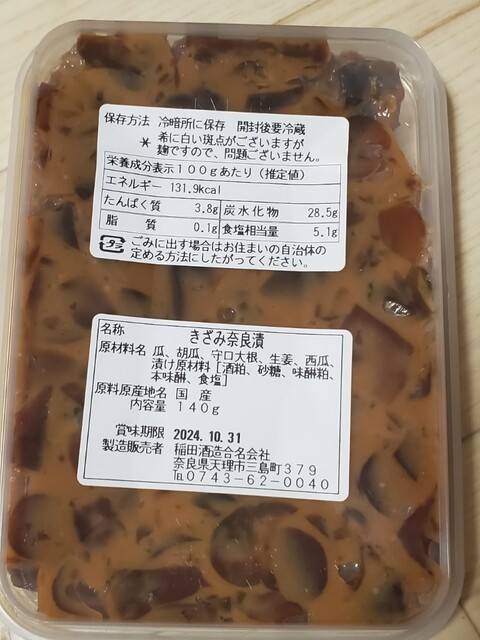 保存方法 冷暗所に保存 開封後要冷蔵
* 希に白い斑点がございますが
麹ですので、問題ございません。
栄養成分表示100gあたり(推定値)
エネルギー 131.9kcal
たんぱく質 3.8g 炭水化物 28.5g
脂質 0.1g 食塩相当量 5.1g
プラ ごみに出す場合はお住まいの自治体の
定める方法にしたがってください。
名称 きざみ奈良漬
原材料名 瓜、胡瓜、守口大根、生姜、西瓜、
漬け原材料[酒粕、砂糖、味醂粕、
本味醂、食塩]
原料原産地名 国産
内容量 140g
賞味期限 2024.10.31
製造販売者 稲田酒造合名会社
奈良県天理市三島町379
℡0743-62-0040